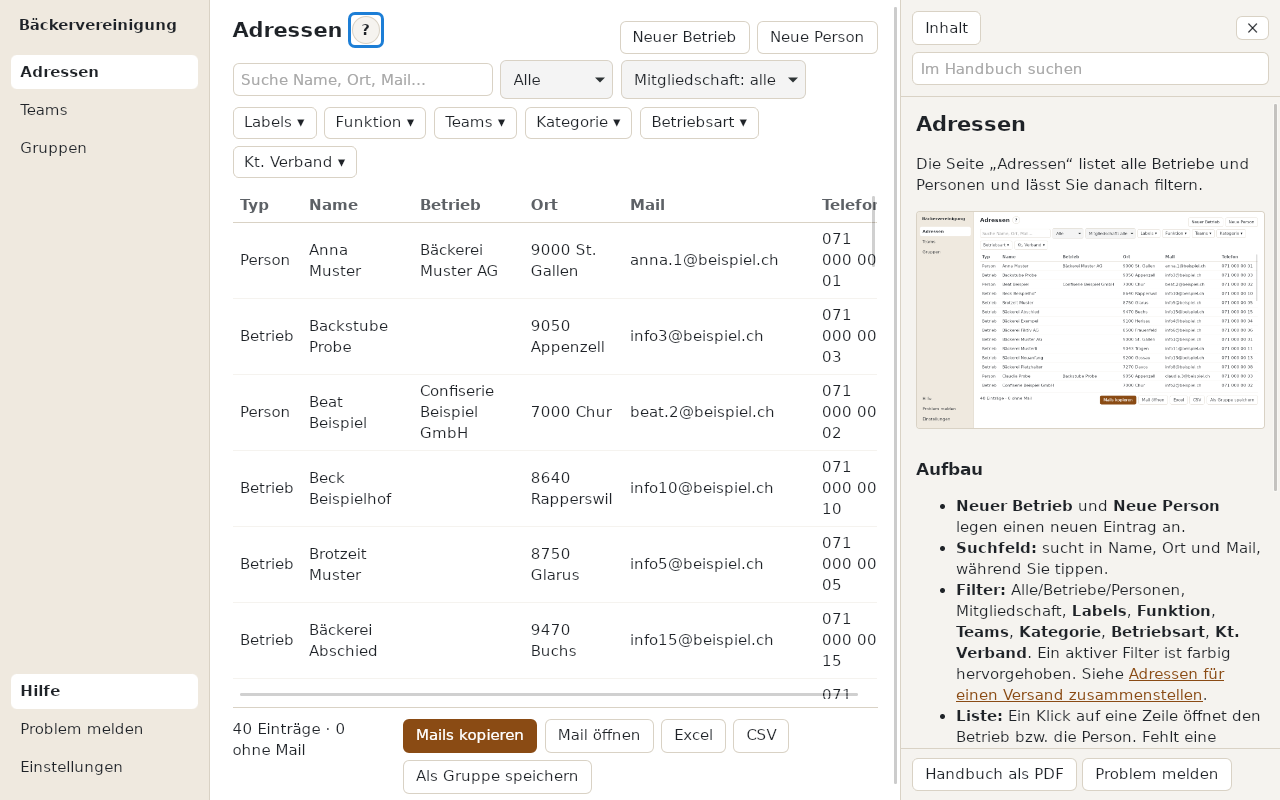 Bäckervereinigung
Adressen
Teams
Gruppen
Hilfe
Problem melden
Einstellungen
Adressen ?
Neuer Betrieb
Neue Person
Suche Name, Ort, Mail...
Alle
Mitgliedschaft: alle
Labels ▾
Funktion ▾
Teams ▾
Kategorie ▾
Betriebsart ▾
Kt. Verband ▾
Typ Name Betrieb Ort Mail Telefon
Person Anna Muster Bäckerei Muster AG 9000 St. Gallen anna.1@beispiel.ch 071 000 00 01
Betrieb Backstube Probe 9050 Appenzell info3@beispiel.ch 071 000 00 03
Person Beat Beispiel Confiserie Beispiel GmbH 7000 Chur beat.2@beispiel.ch 071 000 00 02
Betrieb Beck Beispielhof 8640 Rapperswil info10@beispiel.ch 071 000 00 10
Betrieb Brotzeit Muster 8750 Glarus info5@beispiel.ch 071 000 00 05
Betrieb Bäckerei Abschied 9470 Buchs info15@beispiel.ch 071 000 00 15
071
40 Einträge · 0 ohne Mail
Mails kopieren
Mail öffnen
Excel
CSV
Als Gruppe speichern
Inhalt
×
Im Handbuch suchen
Adressen
Die Seite „Adressen“ listet alle Betriebe und
Personen und lässt Sie danach filtern.
Aufbau
• Neuer Betrieb und Neue Person
legen einen neuen Eintrag an.
• Suchfeld: sucht in Name, Ort und Mail,
während Sie tippen.
• Filter: Alle/Betriebe/Personen,
Mitgliedschaft, Labels, Funktion,
Teams, Kategorie, Betriebsart, Kt.
Verband. Ein aktiver Filter ist farbig
hervorgehoben. Siehe Adressen für
einen Versand zusammenstellen.
• Liste: Ein Klick auf eine Zeile öffnet den
Betrieb bzw. die Person. Fehlt eine
Handbuch als PDF
Problem melden